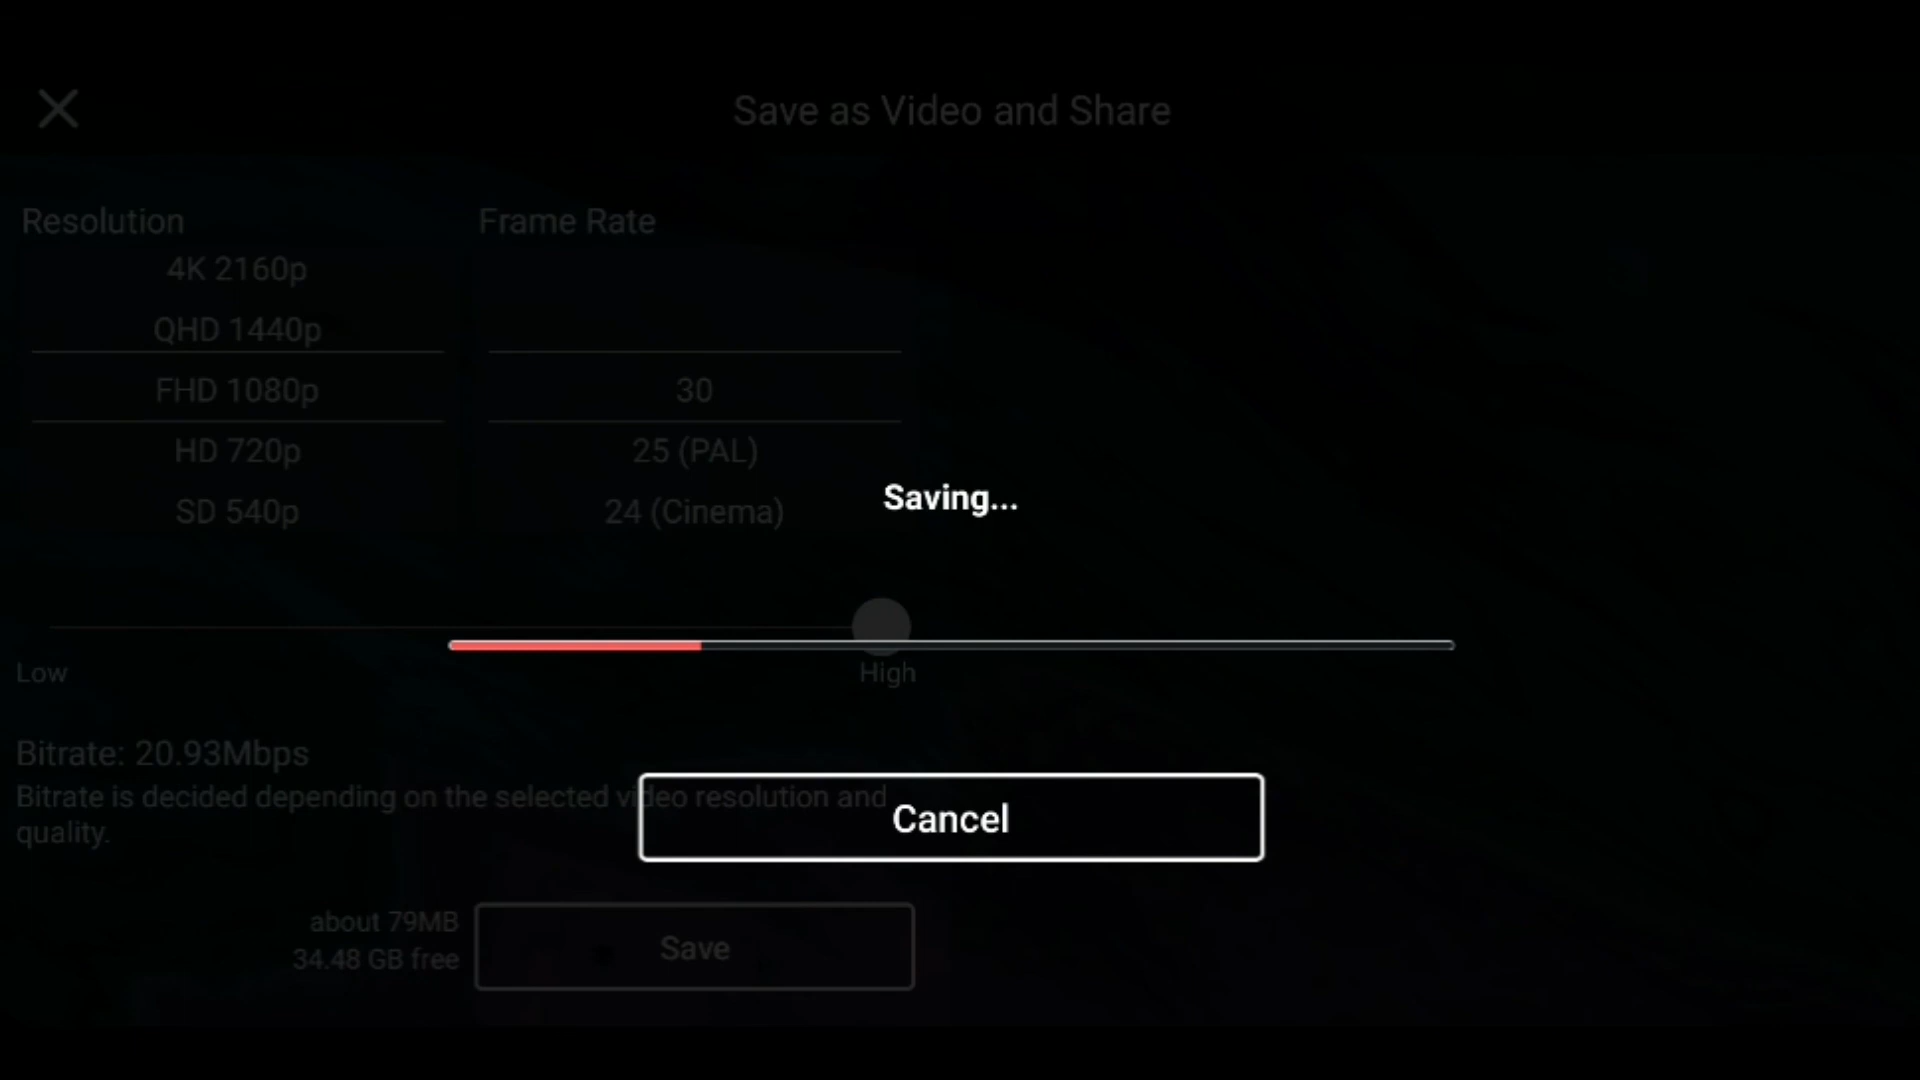 Save as Video and Share
Resolution
Frame Rate
4K 2160p
QHD 1440p
FHD 1080p
30
HD 720p
25 (PAL)
SD 540p
24 (Cinema)
Saving...
Low
High
Bitrate: 20.93Mbps
Bitrate is decided depending on the selected video resolution and
quality.
Cancel
about 79MB
34.48 GB free
Save